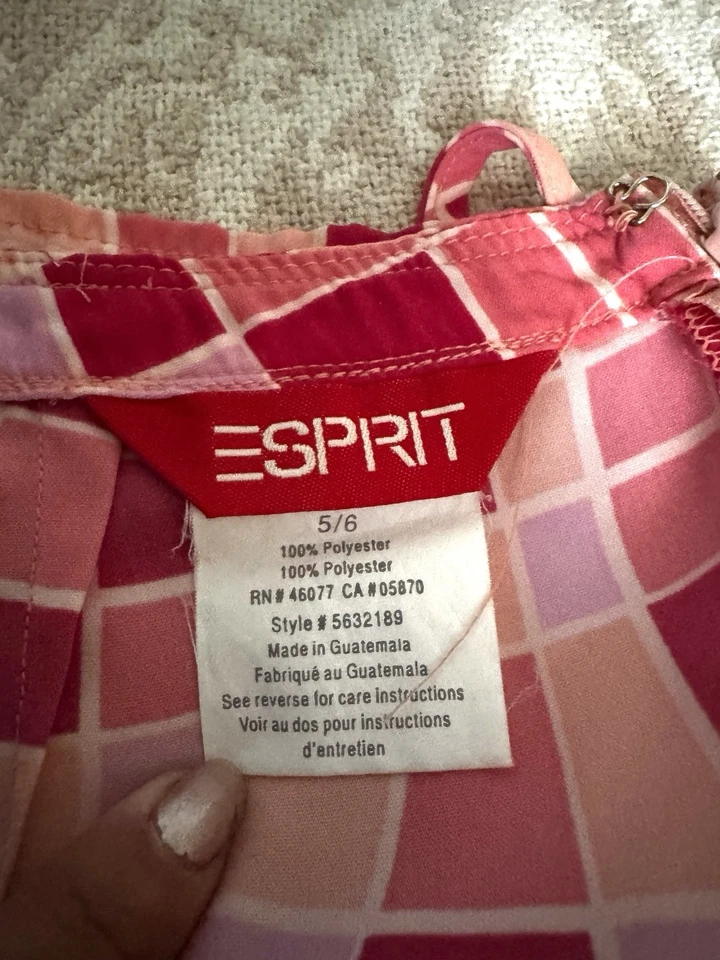 ESPRIT
5/6
100% Polyester
100% Polyester
RN# 46077 CA #05870
Style # 5632189
Made in Guatemala
Fabriqué au Guatemala
See reverse for care instructions
Voir au dos pour instructions
d'entretien